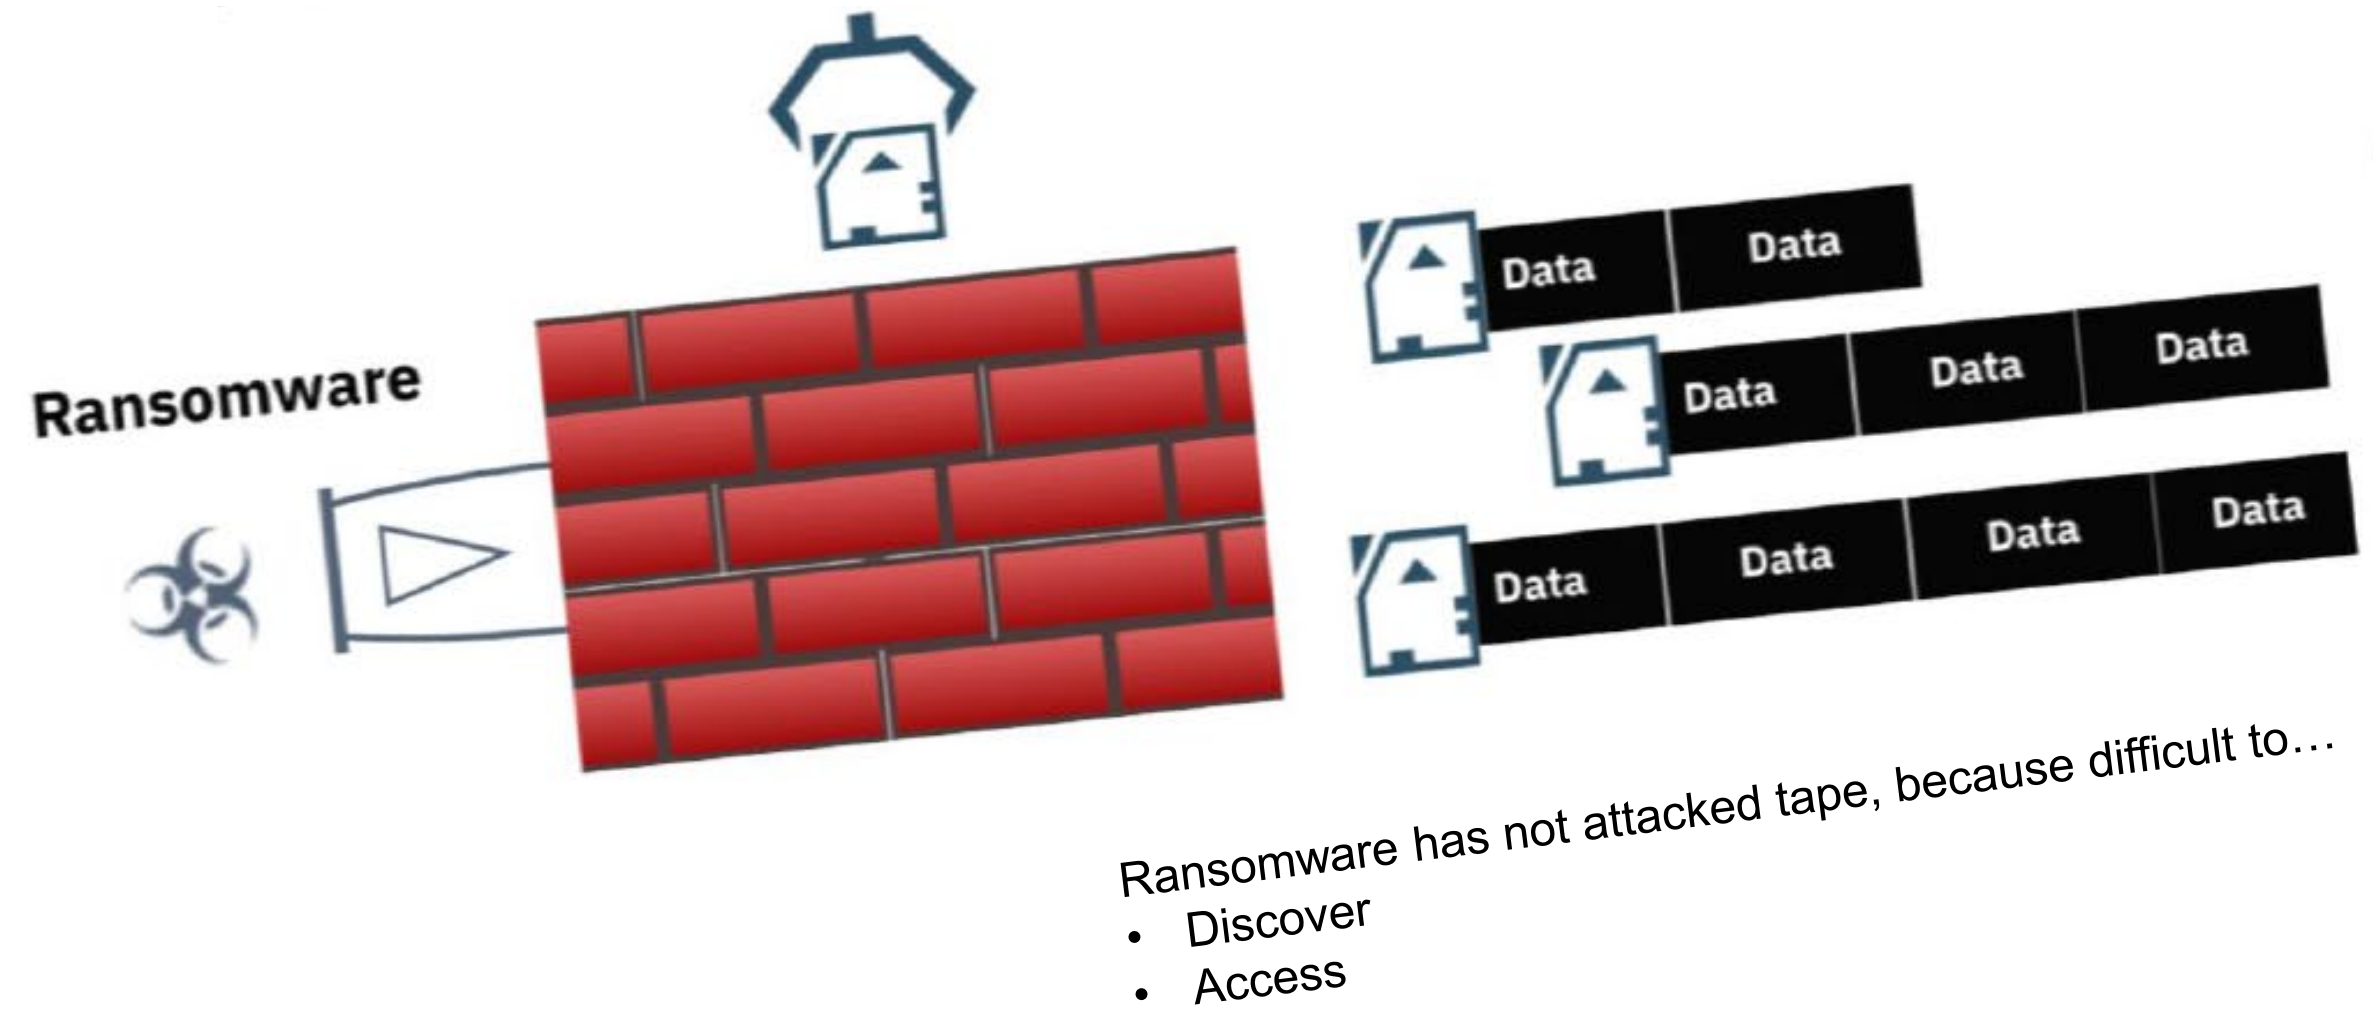 Ransomware
Data Data
Data Data Data
Data Data Data Data
Ransomware has not attacked tape, because difficult to…
• Discover
• Access